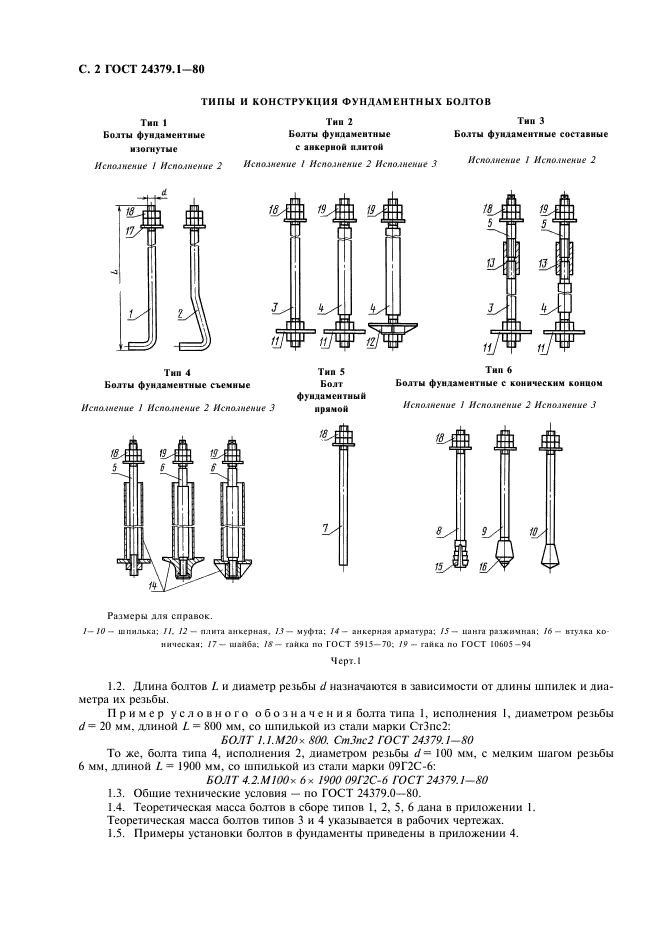 С. 2 ГОСТ 24379.1—80
ТИПЫ И КОНСТРУКЦИЯ ФУНДАМЕНТНЫХ БОЛТОВ
Тип 1
Болты фундаментные
изогнутые
Исполнение 1 Исполнение 2
Тип 2
Болты фундаментные
с анкерной плитой
Исполнение 1 Исполнение 2 Исполнение 3
Тип 3
Болты фундаментные составные
Исполнение 1 Исполнение 2
d
18
17
L
1
2
18
19
19
3
4
4
11
11
12
18
19
5
5
13
13
3
4
11
11
Тип 4
Болты фундаментные съемные
Исполнение 1 Исполнение 2 Исполнение 3
Тип 5
Болт
фундаментный
прямой
Тип 6
Болты фундаментные с коническим концом
Исполнение 1 Исполнение 2 Исполнение 3
18
19
19
5
6
6
14
18
7
18
8
9
10
15
16
Размеры для справок.
1—10 — шпилька; 11, 12 — плита анкерная, 13 — муфта; 14 — анкерная арматура; 15 — цанга разжимная; 16 — втулка ко-
ническая; 17 — шайба; 18 — гайка по ГОСТ 5915—70; 19 — гайка по ГОСТ 10605—94
Черт.1
1.2. Длина болтов L и диаметр резьбы d назначаются в зависимости от длины шпилек и диа-
метра их резьбы.
Пример условного обозначения болта типа 1, исполнения 1, диаметром резьбы
d = 20 мм, длиной L = 800 мм, со шпилькой из стали марки Ст3пс2:
БОЛТ 1.1.М20× 800. Ст3пс2 ГОСТ 24379.1—80
То же, болта типа 4, исполнения 2, диаметром резьбы d = 100 мм, с мелким шагом резьбы
6 мм, длиной L = 1900 мм, со шпилькой из стали марки 09Г2С-6:
БОЛТ 4.2.М100× 6 × 1900 09Г2С-6 ГОСТ 24379.1—80
1.3. Общие технические условия — по ГОСТ 24379.0—80.
1.4. Теоретическая масса болтов в сборе типов 1, 2, 5, 6 дана в приложении 1.
Теоретическая масса болтов типов 3 и 4 указывается в рабочих чертежах.
1.5. Примеры установки болтов в фундаменты приведены в приложении 4.